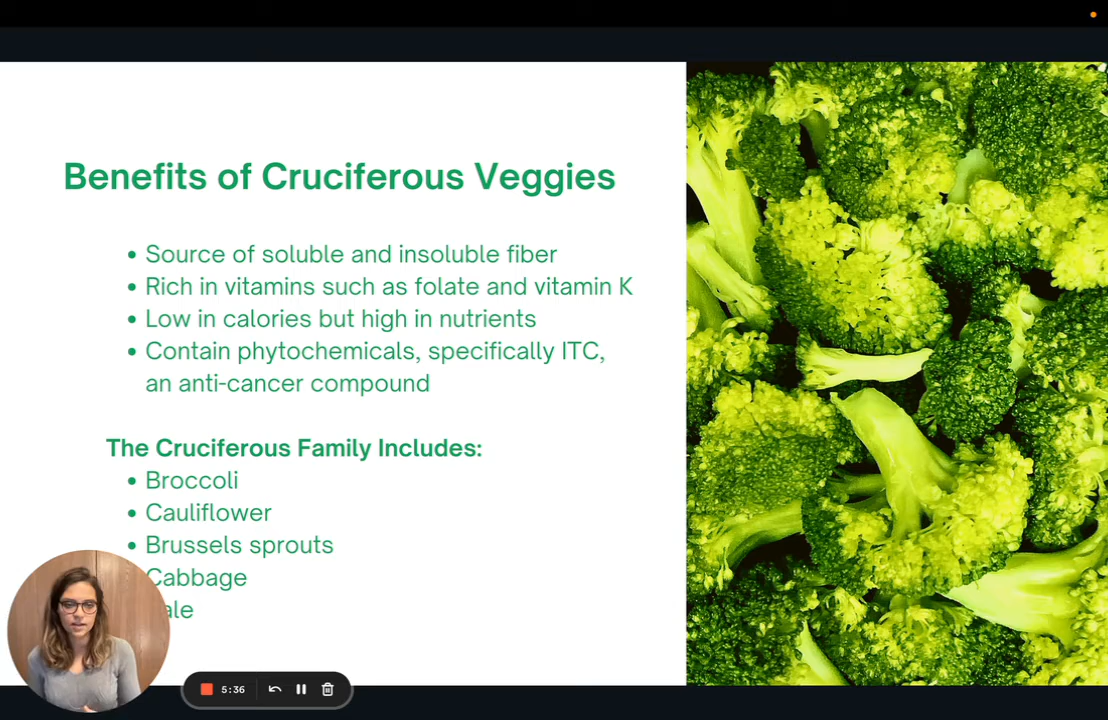 Benefits of Cruciferous Veggies
Source of soluble and insoluble fiber
Rich in vitamins such as folate and vitamin K
Low in calories but high in nutrients
Contain phytochemicals, specifically ITC,
an anti-cancer compound
The Cruciferous Family Includes:
Broccoli
Cauliflower
Brussels sprouts
Cabbage
ale
5:36